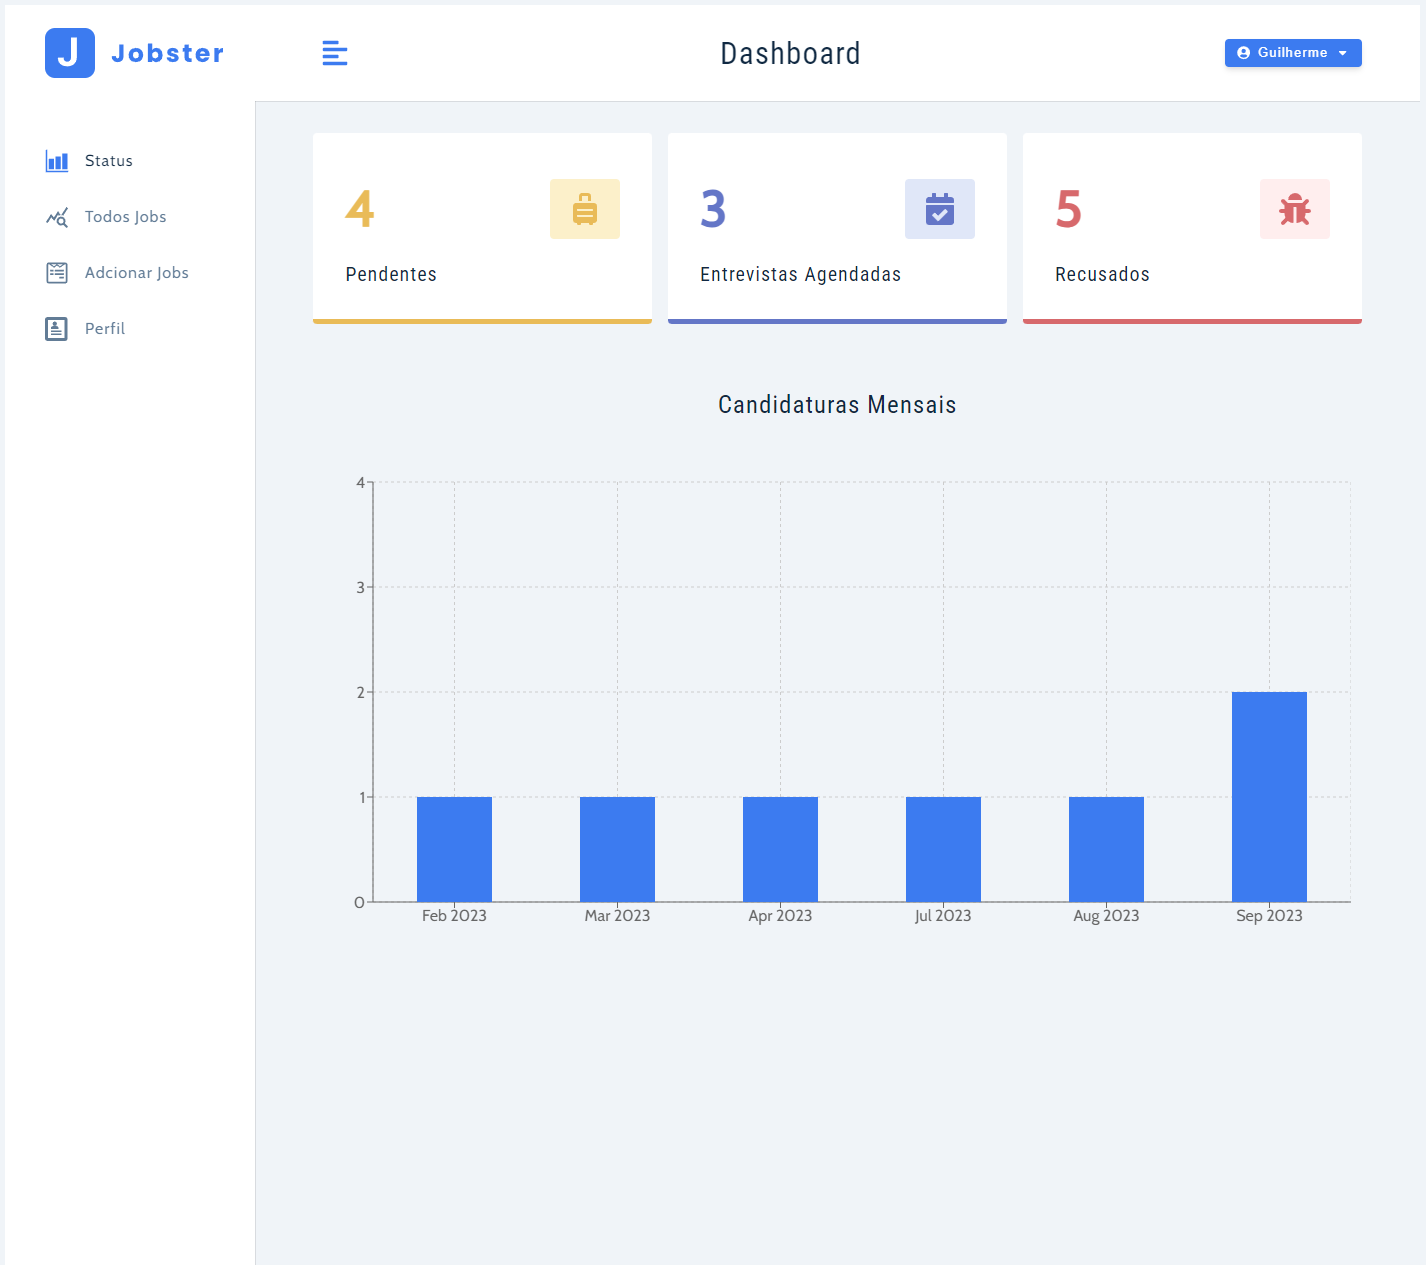 J Jobster
Dashboard
Guilherme
Status
Todos Jobs
Adcionar Jobs
Perfil
4
Pendentes
3
Entrevistas Agendadas
5
Recusados
Candidaturas Mensais
4
3
2
1
0
Feb 2023 Mar 2023 Apr 2023 Jul 2023 Aug 2023 Sep 2023